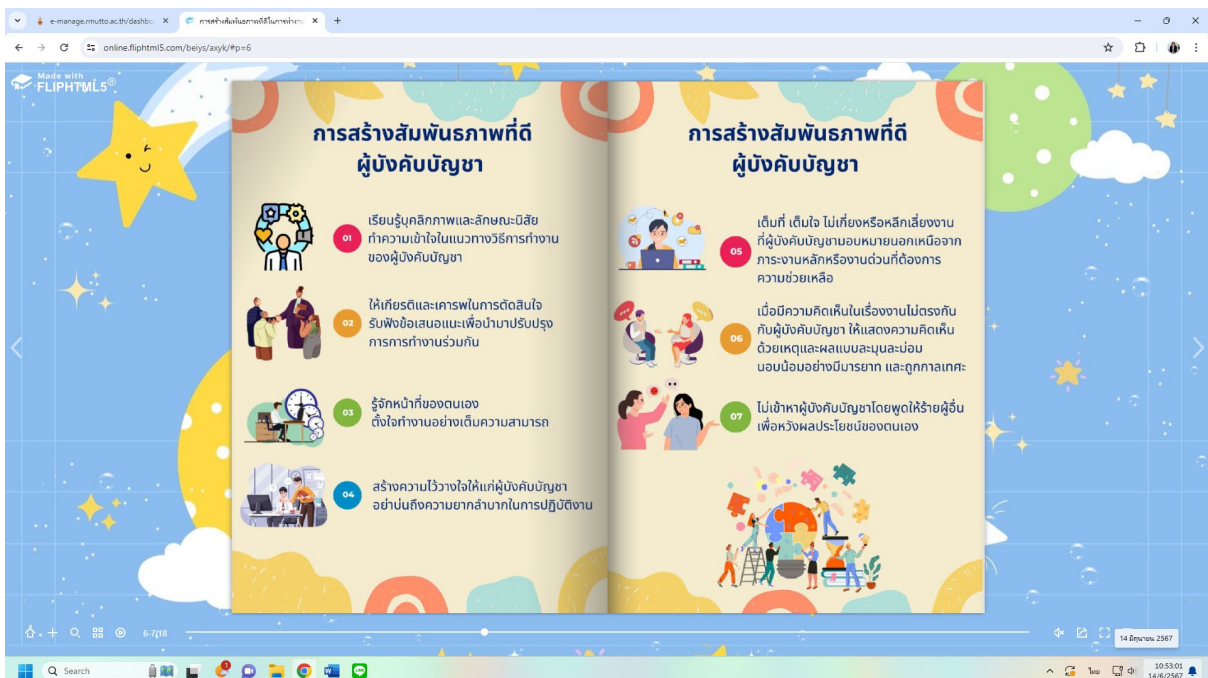 e-manage.rmutto.ac.th/dashbo
การสร้างสัมพันธภาพที่ดีในการทำงาน
online.fliphtml5.com/beiys/axyk/#p=6
Made with
FLIPHTML5®
การสร้างสัมพันธภาพที่ดี
ผู้บังคับบัญชา
01
เรียนรู้บุคลิกภาพและลักษณะนิสัย
ทำความเข้าใจในแนวทางวิธีการทำงาน
ของผู้บังคับบัญชา
02
ให้เกียรติและเคารพในการตัดสินใจ
รับฟังข้อเสนอแนะเพื่อนำมาปรับปรุง
การการทำงานร่วมกัน
03
รู้จักหน้าที่ของตนเอง
ตั้งใจทำงานอย่างเต็มความสามารถ
04
สร้างความไว้วางใจให้แก่ผู้บังคับบัญชา
อย่าบ่นถึงความยากลำบากในการปฏิบัติงาน
การสร้างสัมพันธภาพที่ดี
ผู้บังคับบัญชา
05
เต็มที่ เต็มใจ ไม่เกี่ยงหรือหลีกเลี่ยงงาน
ที่ผู้บังคับบัญชามอบหมายนอกเหนือจาก
ภาระงานหลักหรืองานด่วนที่ต้องการ
ความช่วยเหลือ
06
เมื่อมีความคิดเห็นในเรื่องงานไม่ตรงกัน
กับผู้บังคับบัญชา ให้แสดงความคิดเห็น
ด้วยเหตุและผลแบบละมุนละม่อม
นอบน้อมอย่างมีมารยาท และถูกกาลเทศะ
07
ไม่เข้าหาผู้บังคับบัญชาโดยพูดให้ร้ายผู้อื่น
เพื่อหวังผลประโยชน์ของตนเอง
6-7/18
14 มิถุนายน 2567
Search
ไทย
10:53:01
14/6/2567